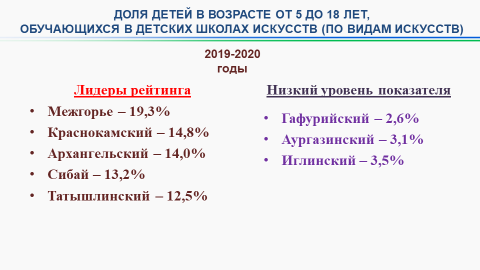 ДОЛЯ ДЕТЕЙ В ВОЗРАСТЕ ОТ 5 ДО 18 ЛЕТ,
ОБУЧАЮЩИХСЯ В ДЕТСКИХ ШКОЛАХ ИСКУССТВ (ПО ВИДАМ ИСКУССТВ)
2019-2020
годы
Лидеры рейтинга
• Межгорье – 19,3%
• Краснокамский – 14,8%
• Архангельский – 14,0%
• Сибай – 13,2%
• Татышлинский – 12,5%
Низкий уровень показателя
• Гафурийский – 2,6%
• Аургазинский – 3,1%
• Иглинский – 3,5%